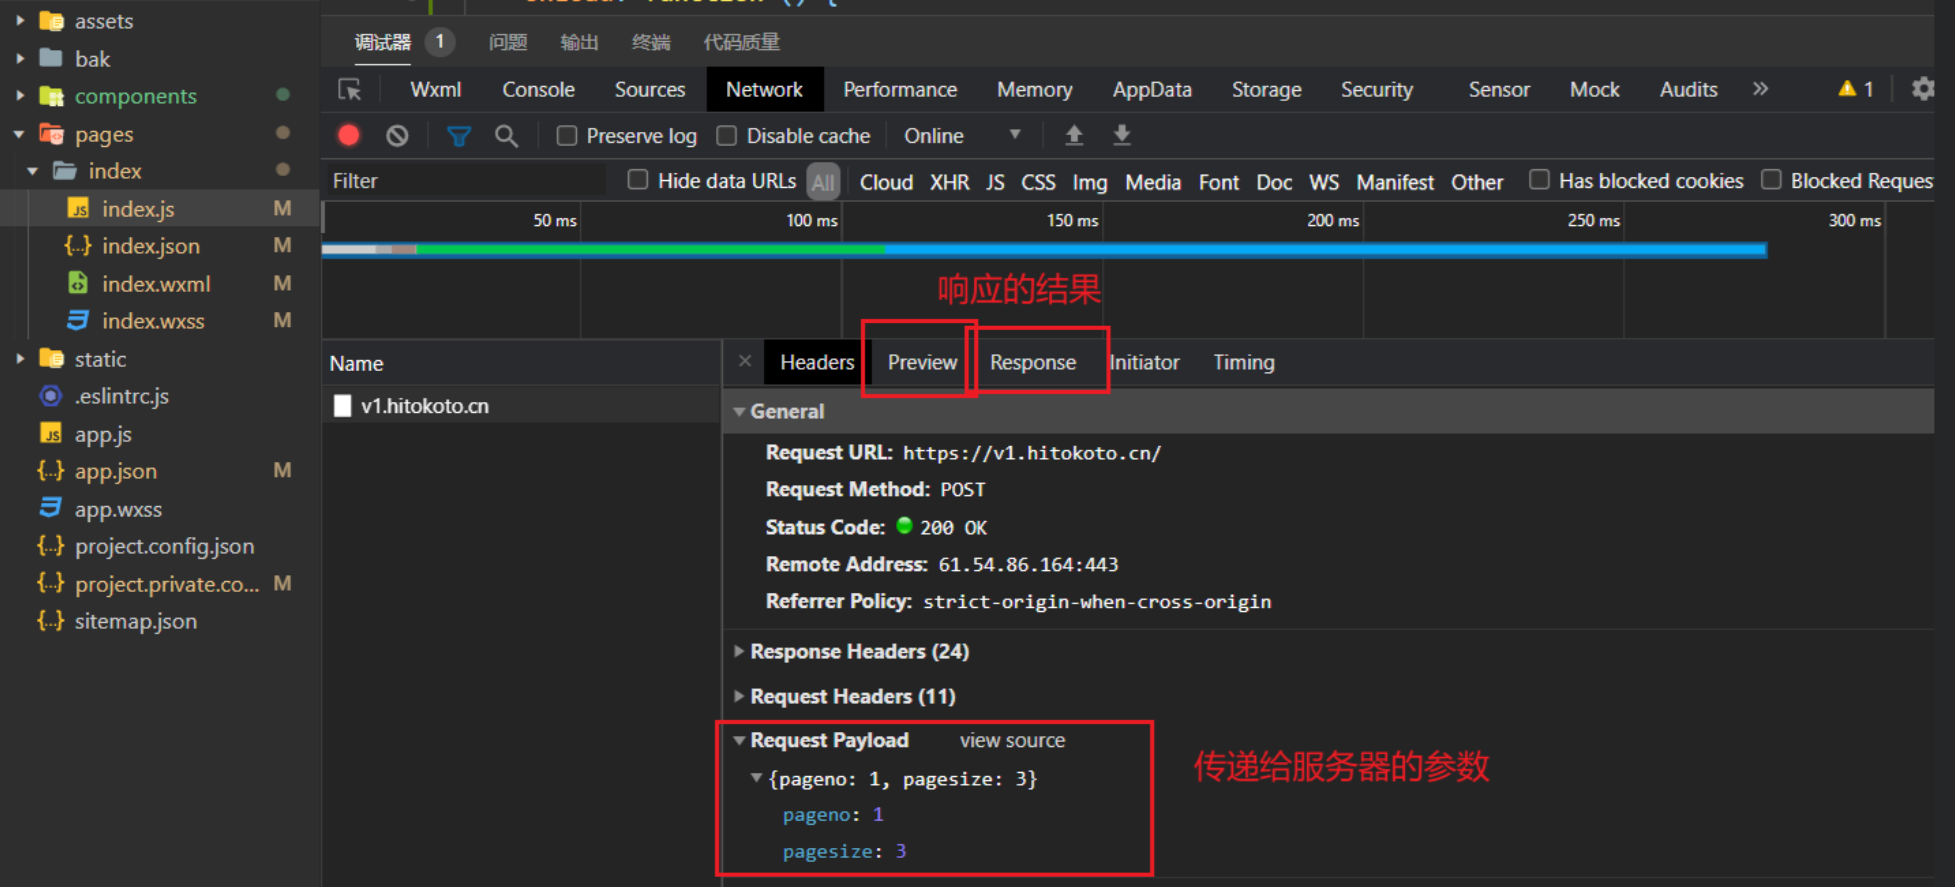 assets
bak
components
pages
index
index.js M
index.json M
index.wxml M
index.wxss M
static
.eslintrc.js
app.js
app.json M
app.wxss
project.config.json
project.private.co... M
sitemap.json
调试器 1 问题 输出 终端 代码质量
Wxml Console Sources Network Performance Memory AppData Storage Security Sensor Mock Audits » 1
Preserve log Disable cache Online
Filter Hide data URLs All Cloud XHR JS CSS Img Media Font Doc WS Manifest Other Has blocked cookies Blocked Reques
50 ms 100 ms 150 ms 200 ms 250 ms 300 ms
响应的结果
Name
v1.hitokoto.cn
× Headers Preview Response Initiator Timing
General
Request URL: https://v1.hitokoto.cn/
Request Method: POST
Status Code: 200 OK
Remote Address: 61.54.86.164:443
Referrer Policy: strict-origin-when-cross-origin
Response Headers (24)
Request Headers (11)
Request Payload view source
{pageno: 1, pagesize: 3}
pageno: 1
pagesize: 3
传递给服务器的参数